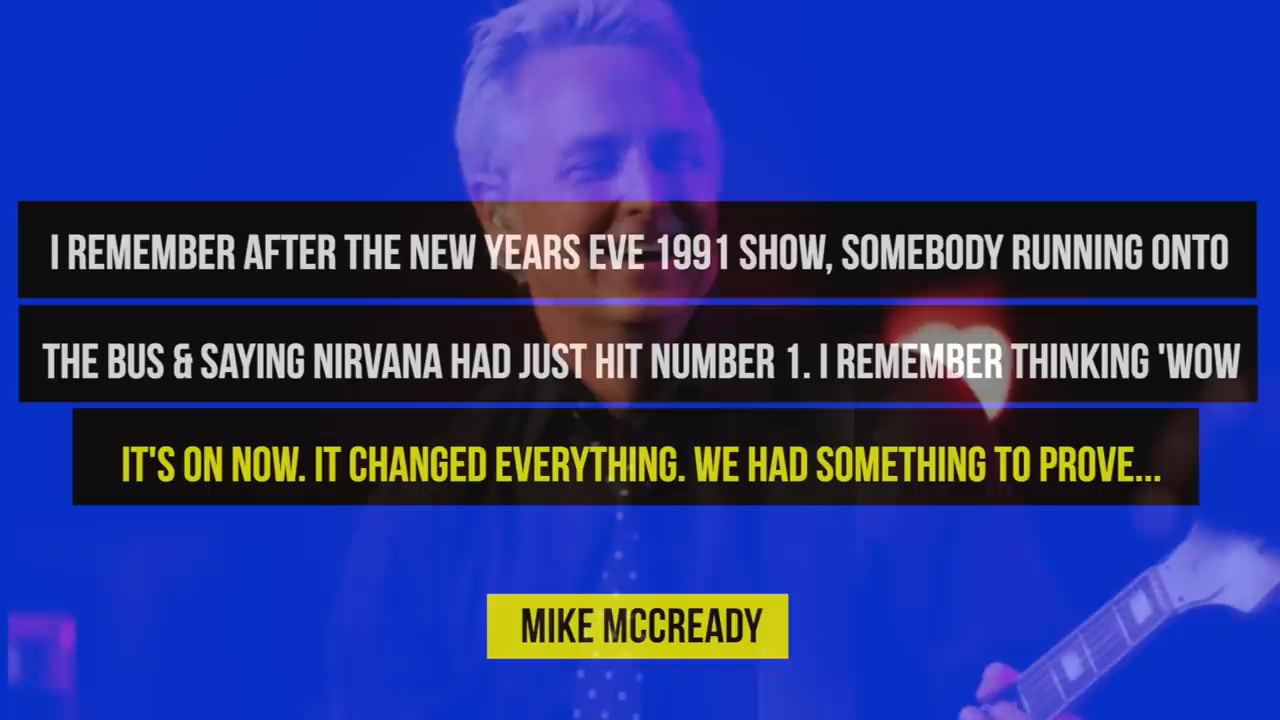 I REMEMBER AFTER THE NEW YEARS EVE 1991 SHOW, SOMEBODY RUNNING ONTO
THE BUS & SAYING NIRVANA HAD JUST HIT NUMBER 1. I REMEMBER THINKING 'WOW
IT'S ON NOW. IT CHANGED EVERYTHING. WE HAD SOMETHING TO PROVE...
MIKE MCCREADY